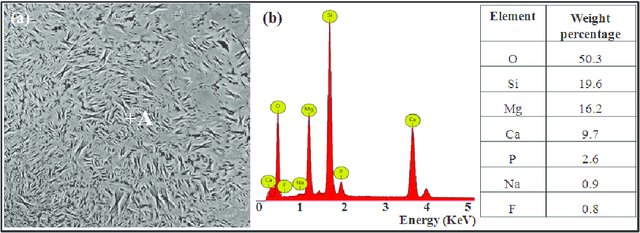 (a)
+A
(b)
Si
O
Mg
Ca
Ca
F
Na
P
0 1 2 3 4 5
Energy (KeV)
Element Weight percentage
O 50.3
Si 19.6
Mg 16.2
Ca 9.7
P 2.6
Na 0.9
F 0.8